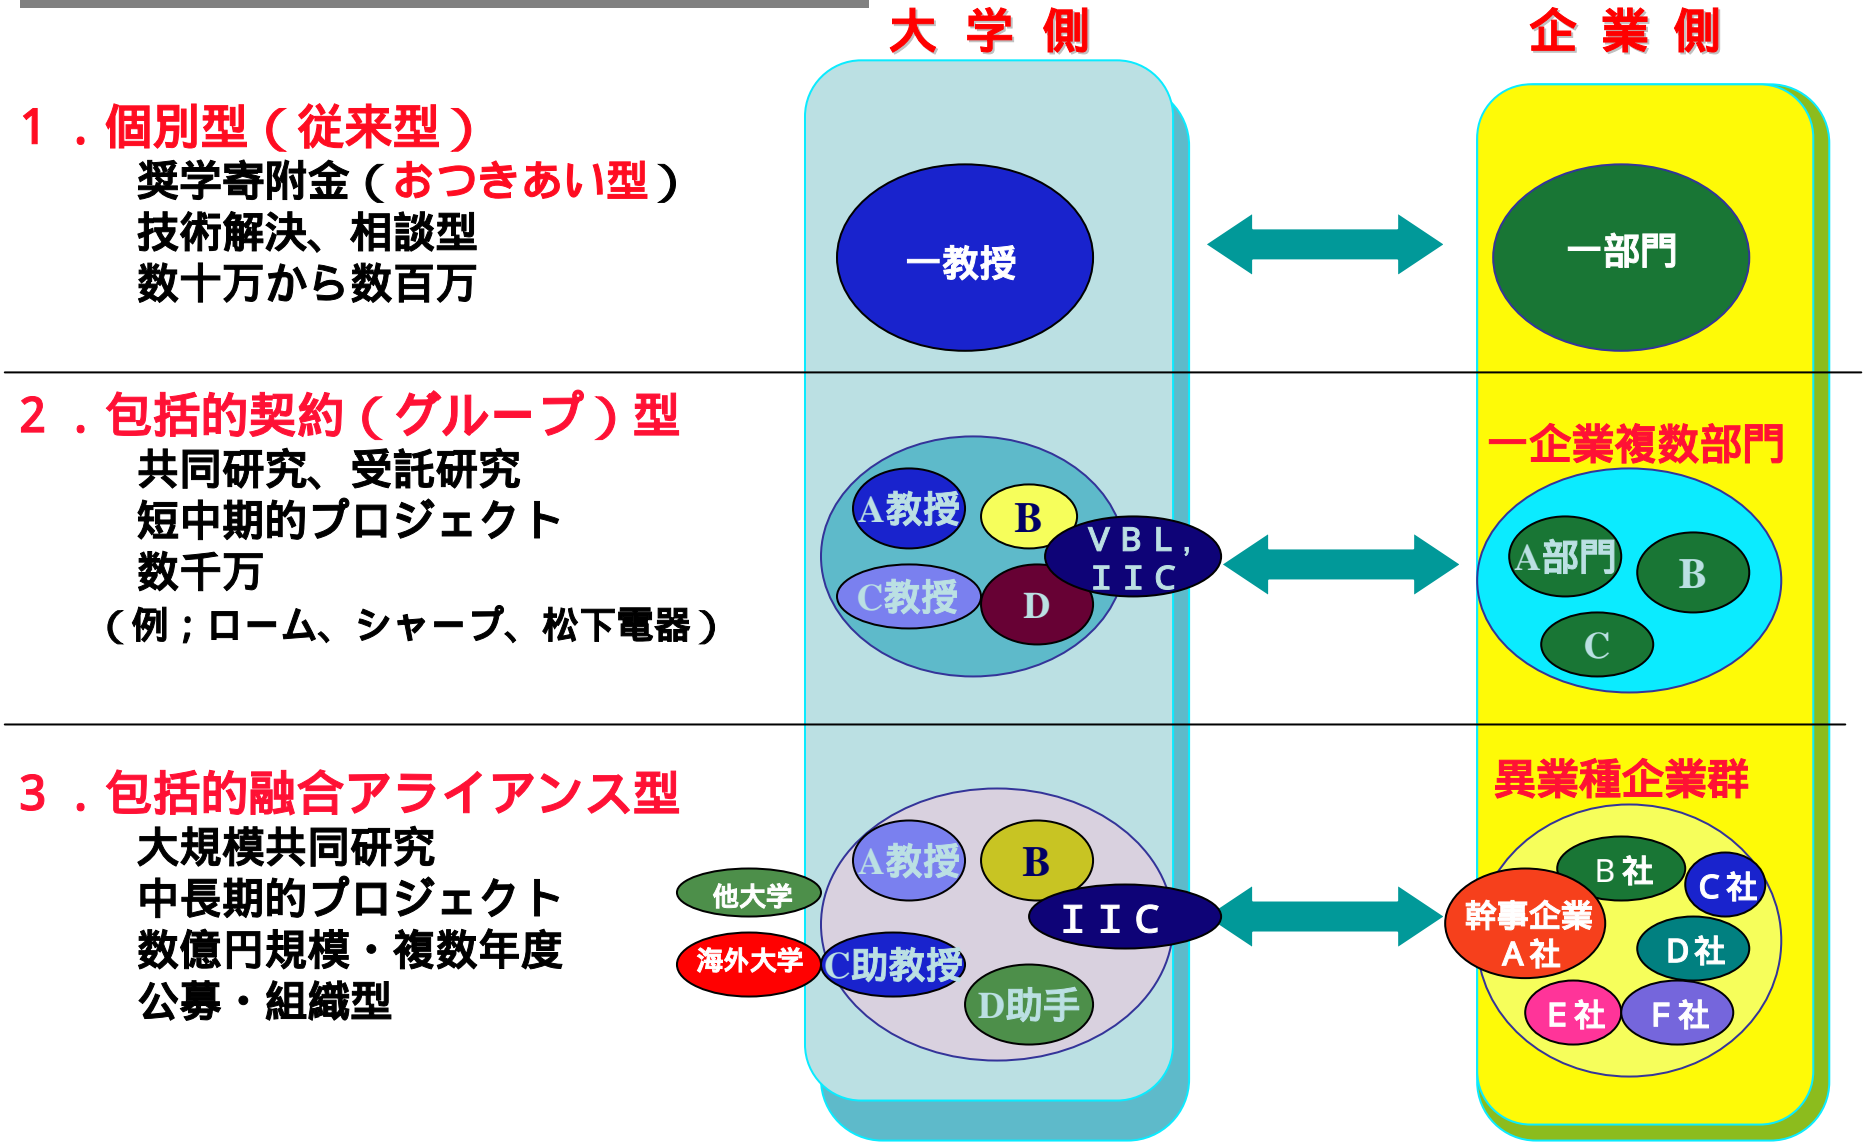 大 学 側
企 業 側
１．個別型（従来型）
奨学寄附金（おつきあい型）
技術解決、相談型
数十万から数百万
一教授
一部門
２．包括的契約（グループ）型
共同研究、受託研究
短中期的プロジェクト
数千万
（例；ローム、シャープ、松下電器）
A教授
B
ＶＢＬ，
ＩＩＣ
C教授
D
一企業複数部門
A部門
B
C
３．包括的融合アライアンス型
大規模共同研究
中長期的プロジェクト
数億円規模・複数年度
公募・組織型
他大学
海外大学
A教授
B
ＩＩＣ
C助教授
D助手
異業種企業群
Ｂ社
Ｃ社
幹事企業
Ａ社
Ｄ社
Ｅ社
Ｆ社